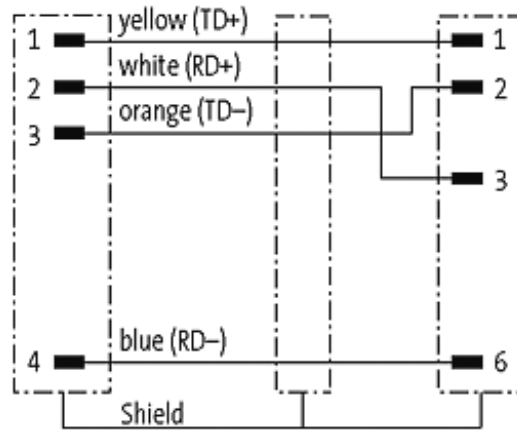 1 yellow (TD+) 1
2 white (RD+) 2
3 orange (TD–)
3
4 blue (RD–) 6
Shield